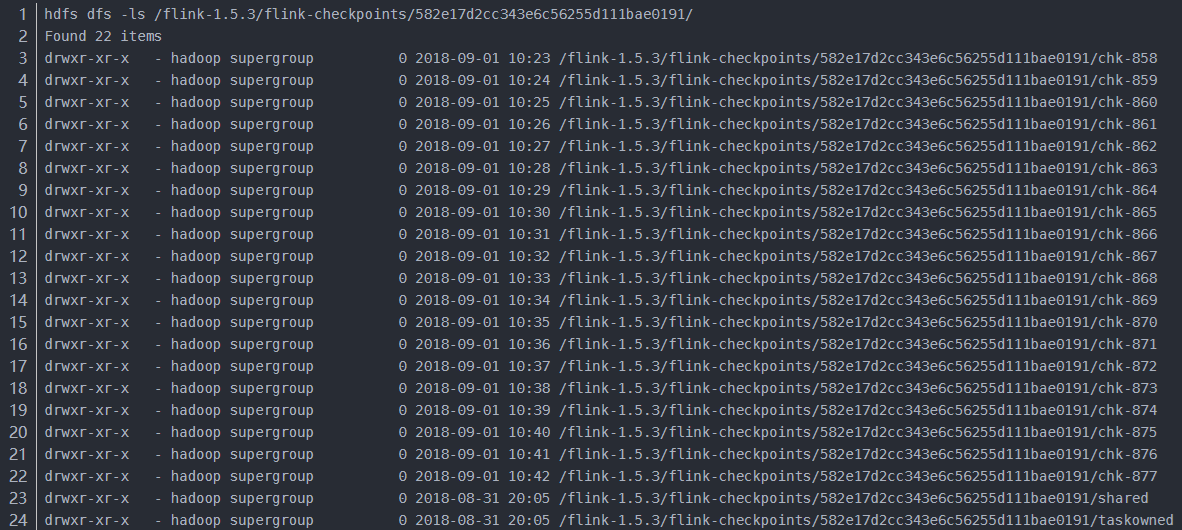 1 hdfs dfs -ls /flink-1.5.3/flink-checkpoints/582e17d2cc343e6c56255d111bae0191/
2 Found 22 items
3 drwxr-xr-x   - hadoop supergroup          0 2018-09-01 10:23 /flink-1.5.3/flink-checkpoints/582e17d2cc343e6c56255d111bae0191/chk-858
4 drwxr-xr-x   - hadoop supergroup          0 2018-09-01 10:24 /flink-1.5.3/flink-checkpoints/582e17d2cc343e6c56255d111bae0191/chk-859
5 drwxr-xr-x   - hadoop supergroup          0 2018-09-01 10:25 /flink-1.5.3/flink-checkpoints/582e17d2cc343e6c56255d111bae0191/chk-860
6 drwxr-xr-x   - hadoop supergroup          0 2018-09-01 10:26 /flink-1.5.3/flink-checkpoints/582e17d2cc343e6c56255d111bae0191/chk-861
7 drwxr-xr-x   - hadoop supergroup          0 2018-09-01 10:27 /flink-1.5.3/flink-checkpoints/582e17d2cc343e6c56255d111bae0191/chk-862
8 drwxr-xr-x   - hadoop supergroup          0 2018-09-01 10:28 /flink-1.5.3/flink-checkpoints/582e17d2cc343e6c56255d111bae0191/chk-863
9 drwxr-xr-x   - hadoop supergroup          0 2018-09-01 10:29 /flink-1.5.3/flink-checkpoints/582e17d2cc343e6c56255d111bae0191/chk-864
10 drwxr-xr-x   - hadoop supergroup          0 2018-09-01 10:30 /flink-1.5.3/flink-checkpoints/582e17d2cc343e6c56255d111bae0191/chk-865
11 drwxr-xr-x   - hadoop supergroup          0 2018-09-01 10:31 /flink-1.5.3/flink-checkpoints/582e17d2cc343e6c56255d111bae0191/chk-866
12 drwxr-xr-x   - hadoop supergroup          0 2018-09-01 10:32 /flink-1.5.3/flink-checkpoints/582e17d2cc343e6c56255d111bae0191/chk-867
13 drwxr-xr-x   - hadoop supergroup          0 2018-09-01 10:33 /flink-1.5.3/flink-checkpoints/582e17d2cc343e6c56255d111bae0191/chk-868
14 drwxr-xr-x   - hadoop supergroup          0 2018-09-01 10:34 /flink-1.5.3/flink-checkpoints/582e17d2cc343e6c56255d111bae0191/chk-869
15 drwxr-xr-x   - hadoop supergroup          0 2018-09-01 10:35 /flink-1.5.3/flink-checkpoints/582e17d2cc343e6c56255d111bae0191/chk-870
16 drwxr-xr-x   - hadoop supergroup          0 2018-09-01 10:36 /flink-1.5.3/flink-checkpoints/582e17d2cc343e6c56255d111bae0191/chk-871
17 drwxr-xr-x   - hadoop supergroup          0 2018-09-01 10:37 /flink-1.5.3/flink-checkpoints/582e17d2cc343e6c56255d111bae0191/chk-872
18 drwxr-xr-x   - hadoop supergroup          0 2018-09-01 10:38 /flink-1.5.3/flink-checkpoints/582e17d2cc343e6c56255d111bae0191/chk-873
19 drwxr-xr-x   - hadoop supergroup          0 2018-09-01 10:39 /flink-1.5.3/flink-checkpoints/582e17d2cc343e6c56255d111bae0191/chk-874
20 drwxr-xr-x   - hadoop supergroup          0 2018-09-01 10:40 /flink-1.5.3/flink-checkpoints/582e17d2cc343e6c56255d111bae0191/chk-875
21 drwxr-xr-x   - hadoop supergroup          0 2018-09-01 10:41 /flink-1.5.3/flink-checkpoints/582e17d2cc343e6c56255d111bae0191/chk-876
22 drwxr-xr-x   - hadoop supergroup          0 2018-09-01 10:42 /flink-1.5.3/flink-checkpoints/582e17d2cc343e6c56255d111bae0191/chk-877
23 drwxr-xr-x   - hadoop supergroup          0 2018-08-31 20:05 /flink-1.5.3/flink-checkpoints/582e17d2cc343e6c56255d111bae0191/shared
24 drwxr-xr-x   - hadoop supergroup          0 2018-08-31 20:05 /flink-1.5.3/flink-checkpoints/582e17d2cc343e6c56255d111bae0191/taskowned